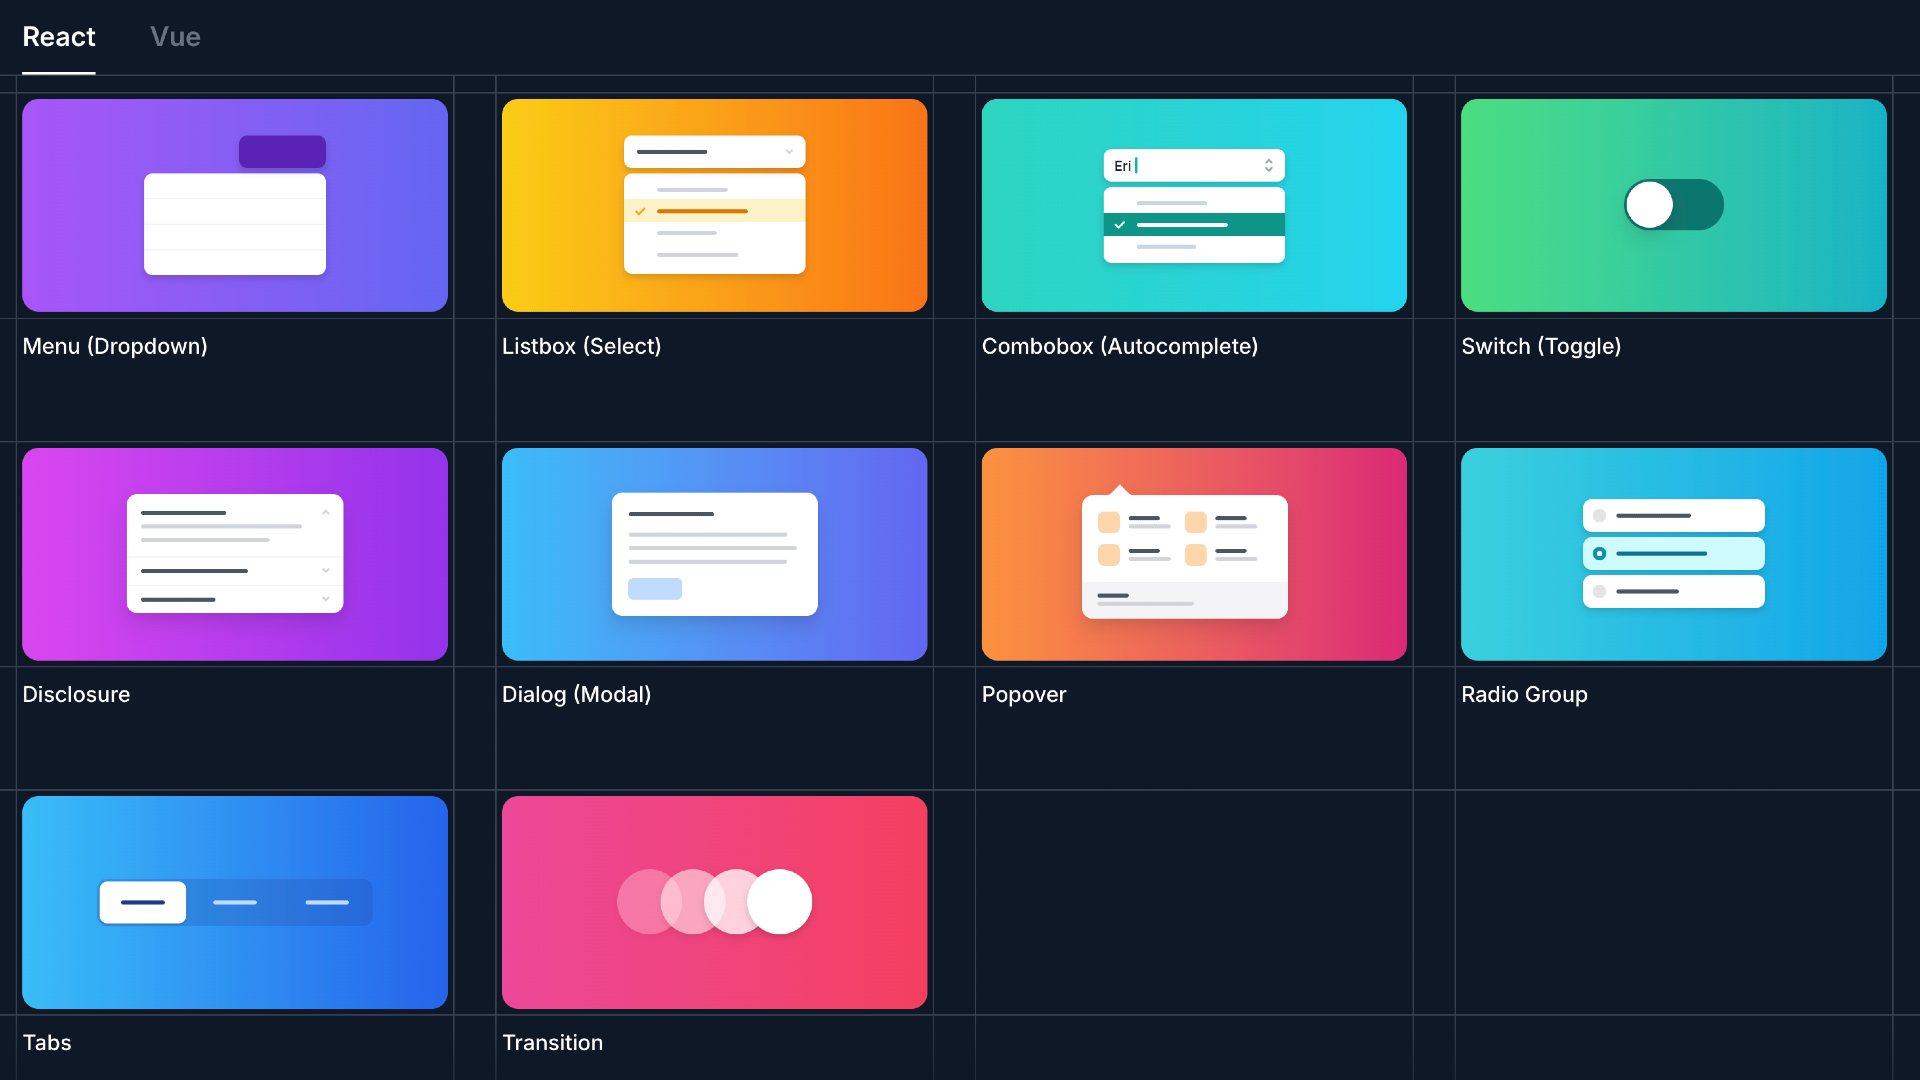 React
Vue
Eri
Menu (Dropdown)
Listbox (Select)
Combobox (Autocomplete)
Switch (Toggle)
Disclosure
Dialog (Modal)
Popover
Radio Group
Tabs
Transition